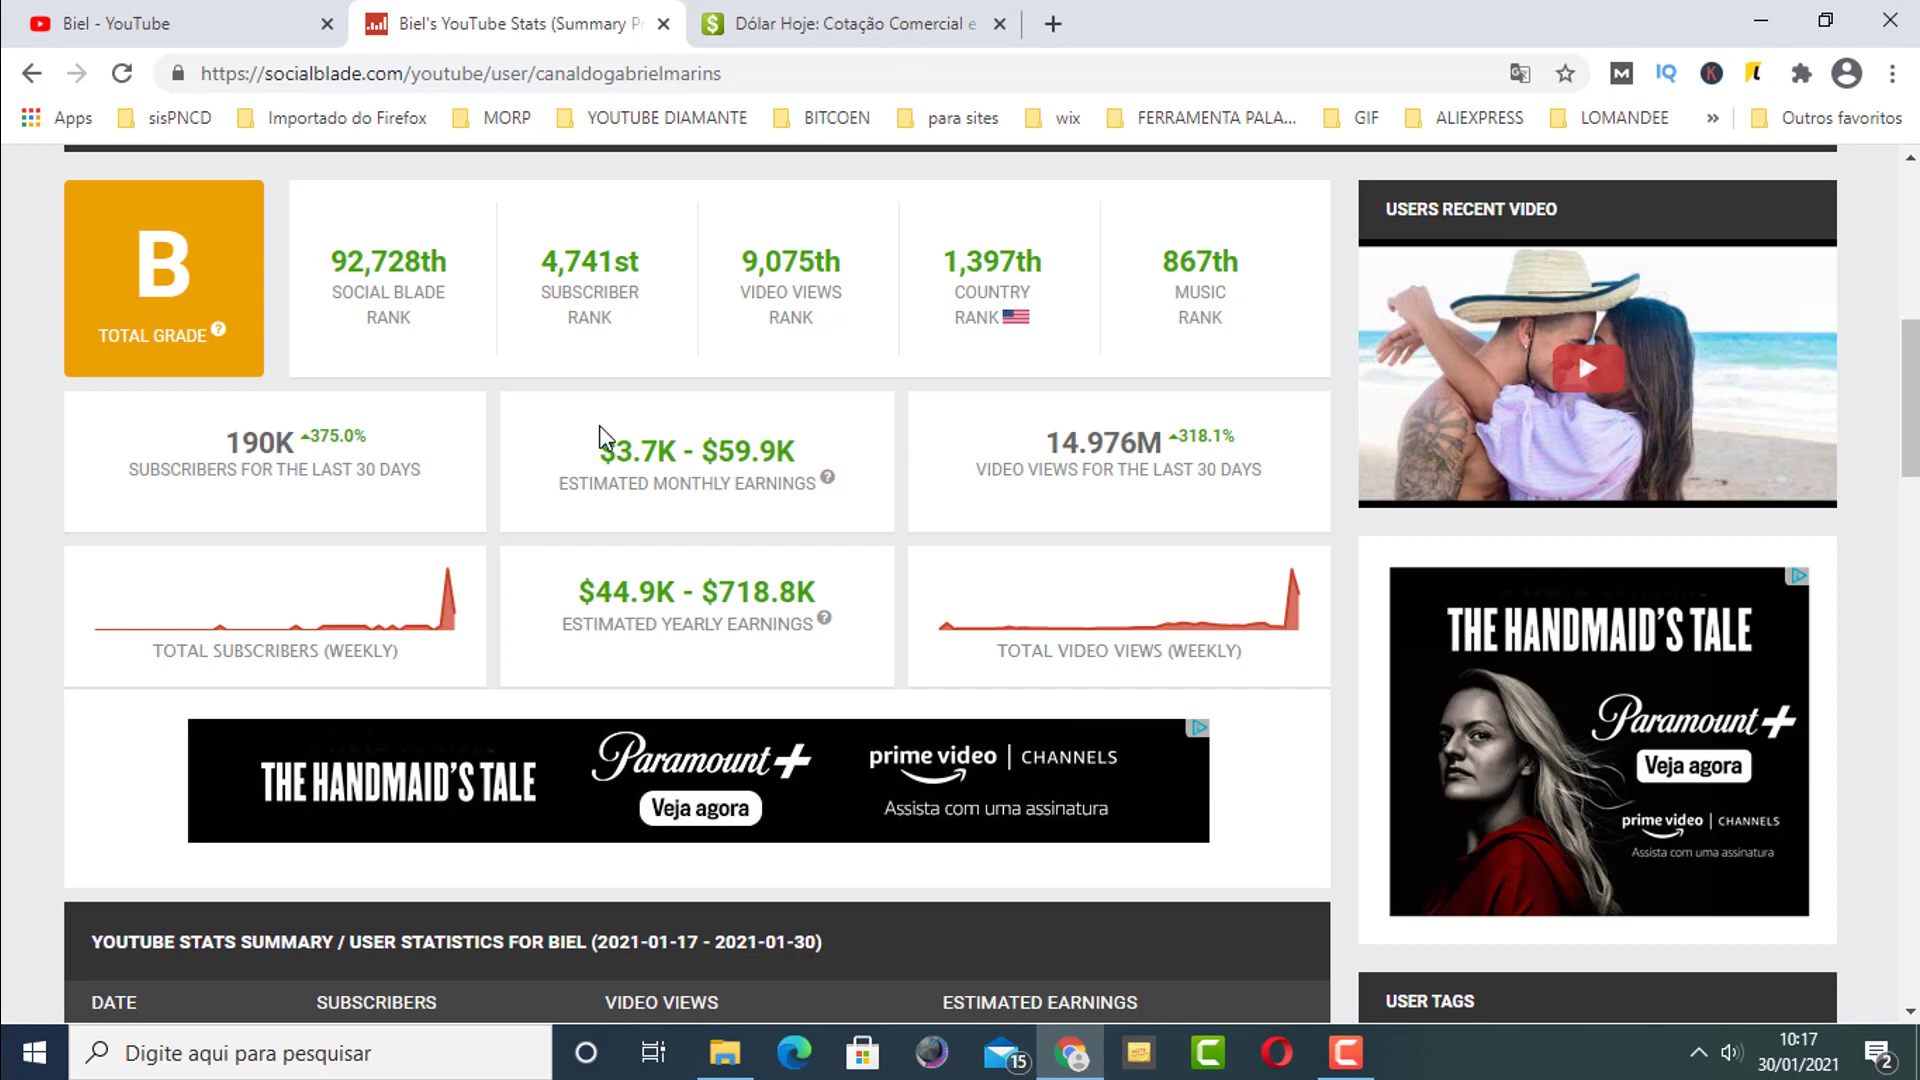 Biel - YouTube
Biel's YouTube Stats (Summary Pr
Dólar Hoje: Cotação Comercial e
https://socialblade.com/youtube/user/canaldogabrielmarins
Apps
sisPNCD
Importado do Firefox
MORP
YOUTUBE DIAMANTE
BITCOEN
para sites
wix
FERRAMENTA PALA...
GIF
ALIEXPRESS
LOMANDEE
»
Outros favoritos
B
TOTAL GRADE
92,728th
SOCIAL BLADE
RANK
4,741st
SUBSCRIBER
RANK
9,075th
VIDEO VIEWS
RANK
1,397th
COUNTRY
RANK
867th
MUSIC
RANK
USERS RECENT VIDEO
190K 375.0%
SUBSCRIBERS FOR THE LAST 30 DAYS
$3.7K - $59.9K
ESTIMATED MONTHLY EARNINGS
14.976M 318.1%
VIDEO VIEWS FOR THE LAST 30 DAYS
TOTAL SUBSCRIBERS (WEEKLY)
$44.9K - $718.8K
ESTIMATED YEARLY EARNINGS
TOTAL VIDEO VIEWS (WEEKLY)
THE HANDMAID'S TALE
Paramount+
Veja agora
prime video | CHANNELS
Assista com uma assinatura
THE HANDMAID'S TALE
Paramount+
Veja agora
prime video | CHANNELS
Assista com uma assinatura
YOUTUBE STATS SUMMARY / USER STATISTICS FOR BIEL (2021-01-17 - 2021-01-30)
DATE
SUBSCRIBERS
VIDEO VIEWS
ESTIMATED EARNINGS
USER TAGS
Digite aqui para pesquisar
15
10:17
30/01/2021
2